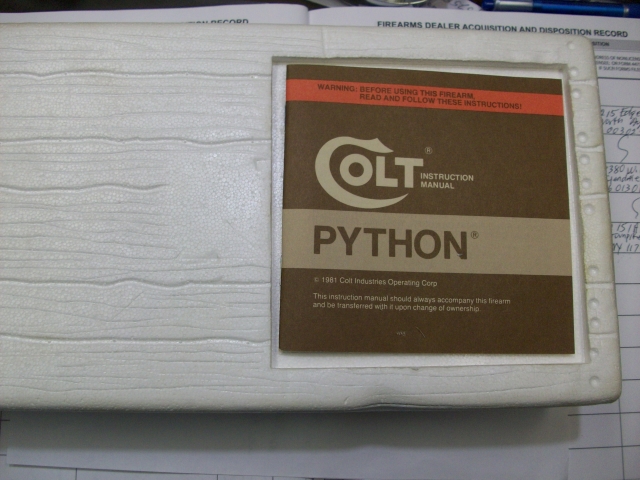 ION RECORD
FIREARMS DEALER ACQUISITION AND DISPOSITION RECORD
WARNING: BEFORE USING THIS FIREARM,
READ AND FOLLOW THESE INSTRUCTIONS!
COLT®
INSTRUCTION
MANUAL
PYTHON®
© 1981 Colt Industries Operating Corp
This instruction manual should always accompany this firearm
and be transferred with it upon change of ownership